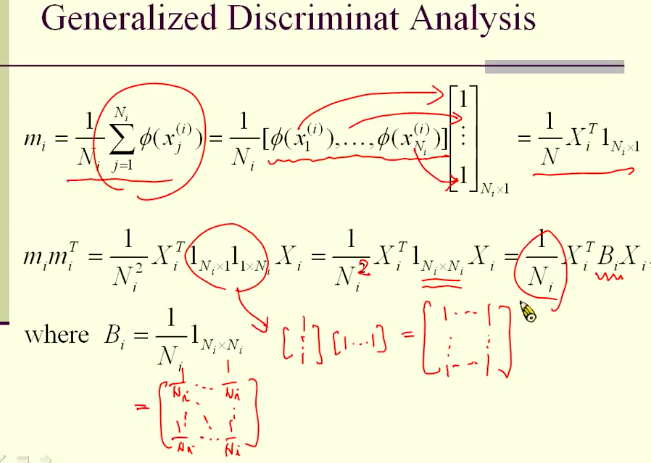 Generalized Discriminat Analysis
m_i = \frac{1}{N_i} \sum_{j=1}^{N_i} \phi(x_j^{(i)}) = \frac{1}{N_i} [\phi(x_1^{(i)}), \ldots, \phi(x_{N_i}^{(i)})] \begin{bmatrix} 1 \\ \vdots \\ 1 \end{bmatrix}_{N_i \times 1} = \frac{1}{N} X_i^T 1_{N_i \times 1}
m_i m_i^T = \frac{1}{N_i^2} X_i^T 1_{N_i \times 1} 1_{1 \times N_i} X_i = \frac{1}{N_i^2} X_i^T 1_{N_i \times N_i} X_i = \frac{1}{N_i} X_i^T B_i X_i,
where B_i = \frac{1}{N_i} 1_{N_i \times N_i} \begin{bmatrix} 1 \\ \vdots \\ 1 \end{bmatrix} [1 \ldots 1] = \begin{bmatrix} 1 & \cdots & 1 \\ \vdots & & \vdots \\ 1 & \cdots & 1 \end{bmatrix}
= \begin{bmatrix} \frac{1}{N_i} & \cdots & \frac{1}{N_i} \\ \vdots & \ddots & \vdots \\ \frac{1}{N_i} & \cdots & \frac{1}{N_i} \end{bmatrix}